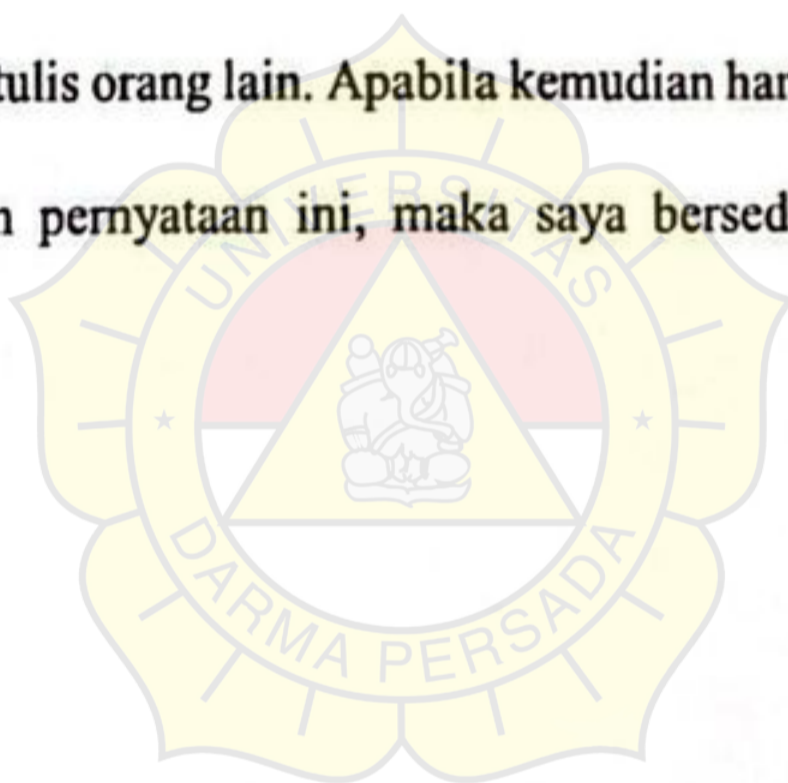 tulis orang lain. Apabila kemudian har
pernyataan ini, maka saya bersed
UNIVERSITAS
DARMA PERSADA